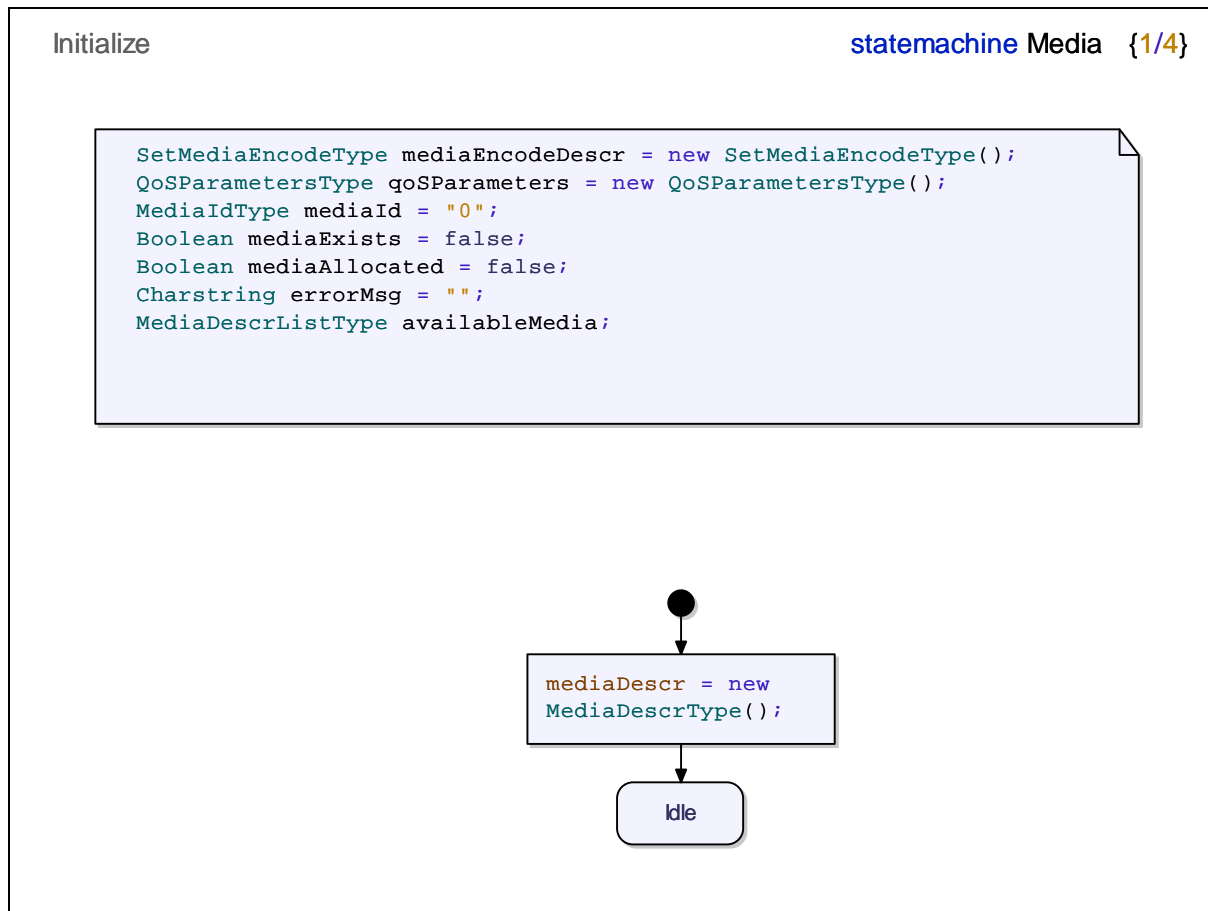 Initialize
statemachine Media {1/4}
SetMediaEncodeType mediaEncodeDescr = new SetMediaEncodeType();
QoSParametersType qoSParameters = new QoSParametersType();
MediaIdType mediaId = "0";
Boolean mediaExists = false;
Boolean mediaAllocated = false;
Charstring errorMsg = "";
MediaDescrListType availableMedia;
mediaDescr = new
MediaDescrType();
Idle